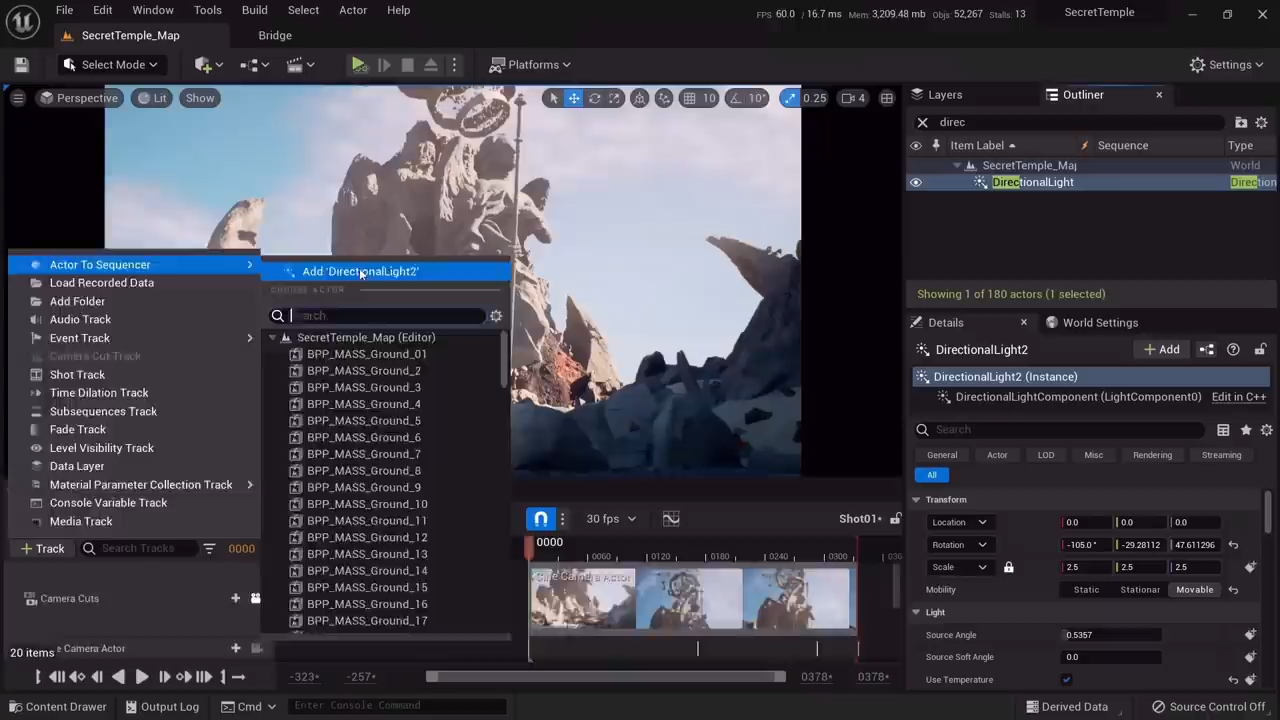 File Edit Window Tools Build Select Actor Help
FPS 60.0 / 16.7 ms Mem: 3,209.48 mb Objs: 52,267 Stalls: 13
SecretTemple
SecretTemple_Map
Bridge
Select Mode
Platforms
Settings
Perspective
Lit
Show
10
10°
0.25
4
Layers
Outliner
direc
Item Label
Sequence
Type
SecretTemple_Map
World
DirectionalLight
Showing 1 of 180 actors (1 selected)
Actor To Sequencer
Load Recorded Data
Add Folder
Audio Track
Event Track
Camera Cut Track
Shot Track
Time Dilation Track
Subsequences Track
Fade Track
Level Visibility Track
Data Layer
Material Parameter Collection Track
Console Variable Track
Media Track
Add 'DirectionalLight2'
CHOOSE ACTOR
SecretTemple_Map (Editor)
BPP_MASS_Ground_01
BPP_MASS_Ground_2
BPP_MASS_Ground_3
BPP_MASS_Ground_4
BPP_MASS_Ground_5
BPP_MASS_Ground_6
BPP_MASS_Ground_7
BPP_MASS_Ground_8
BPP_MASS_Ground_9
BPP_MASS_Ground_10
BPP_MASS_Ground_11
BPP_MASS_Ground_12
BPP_MASS_Ground_13
BPP_MASS_Ground_14
BPP_MASS_Ground_15
BPP_MASS_Ground_16
BPP_MASS_Ground_17
Track
Search Tracks
0000
Camera Cuts
20 items
e Camera Actor
30 fps
Shot01*
0000
0060 0120 0180 0240 0300
Cine Camera Actor
-323* -257*
0378* 0378*
Details
World Settings
DirectionalLight2
+ Add
DirectionalLight2 (Instance)
DirectionalLightComponent (LightComponent0) Edit in C++
Search
General Actor LOD Misc Rendering Streaming
All
Transform
Location 0.0 0.0 0.0
Rotation -105.0° -29.28112 47.611296
Scale 2.5 2.5 2.5
Mobility Static Stationar Movable
Light
Source Angle 0.5357
Source Soft Angle 0.0
Use Temperature
Content Drawer
Output Log
Cmd
Enter Console Command
Derived Data
Source Control Off